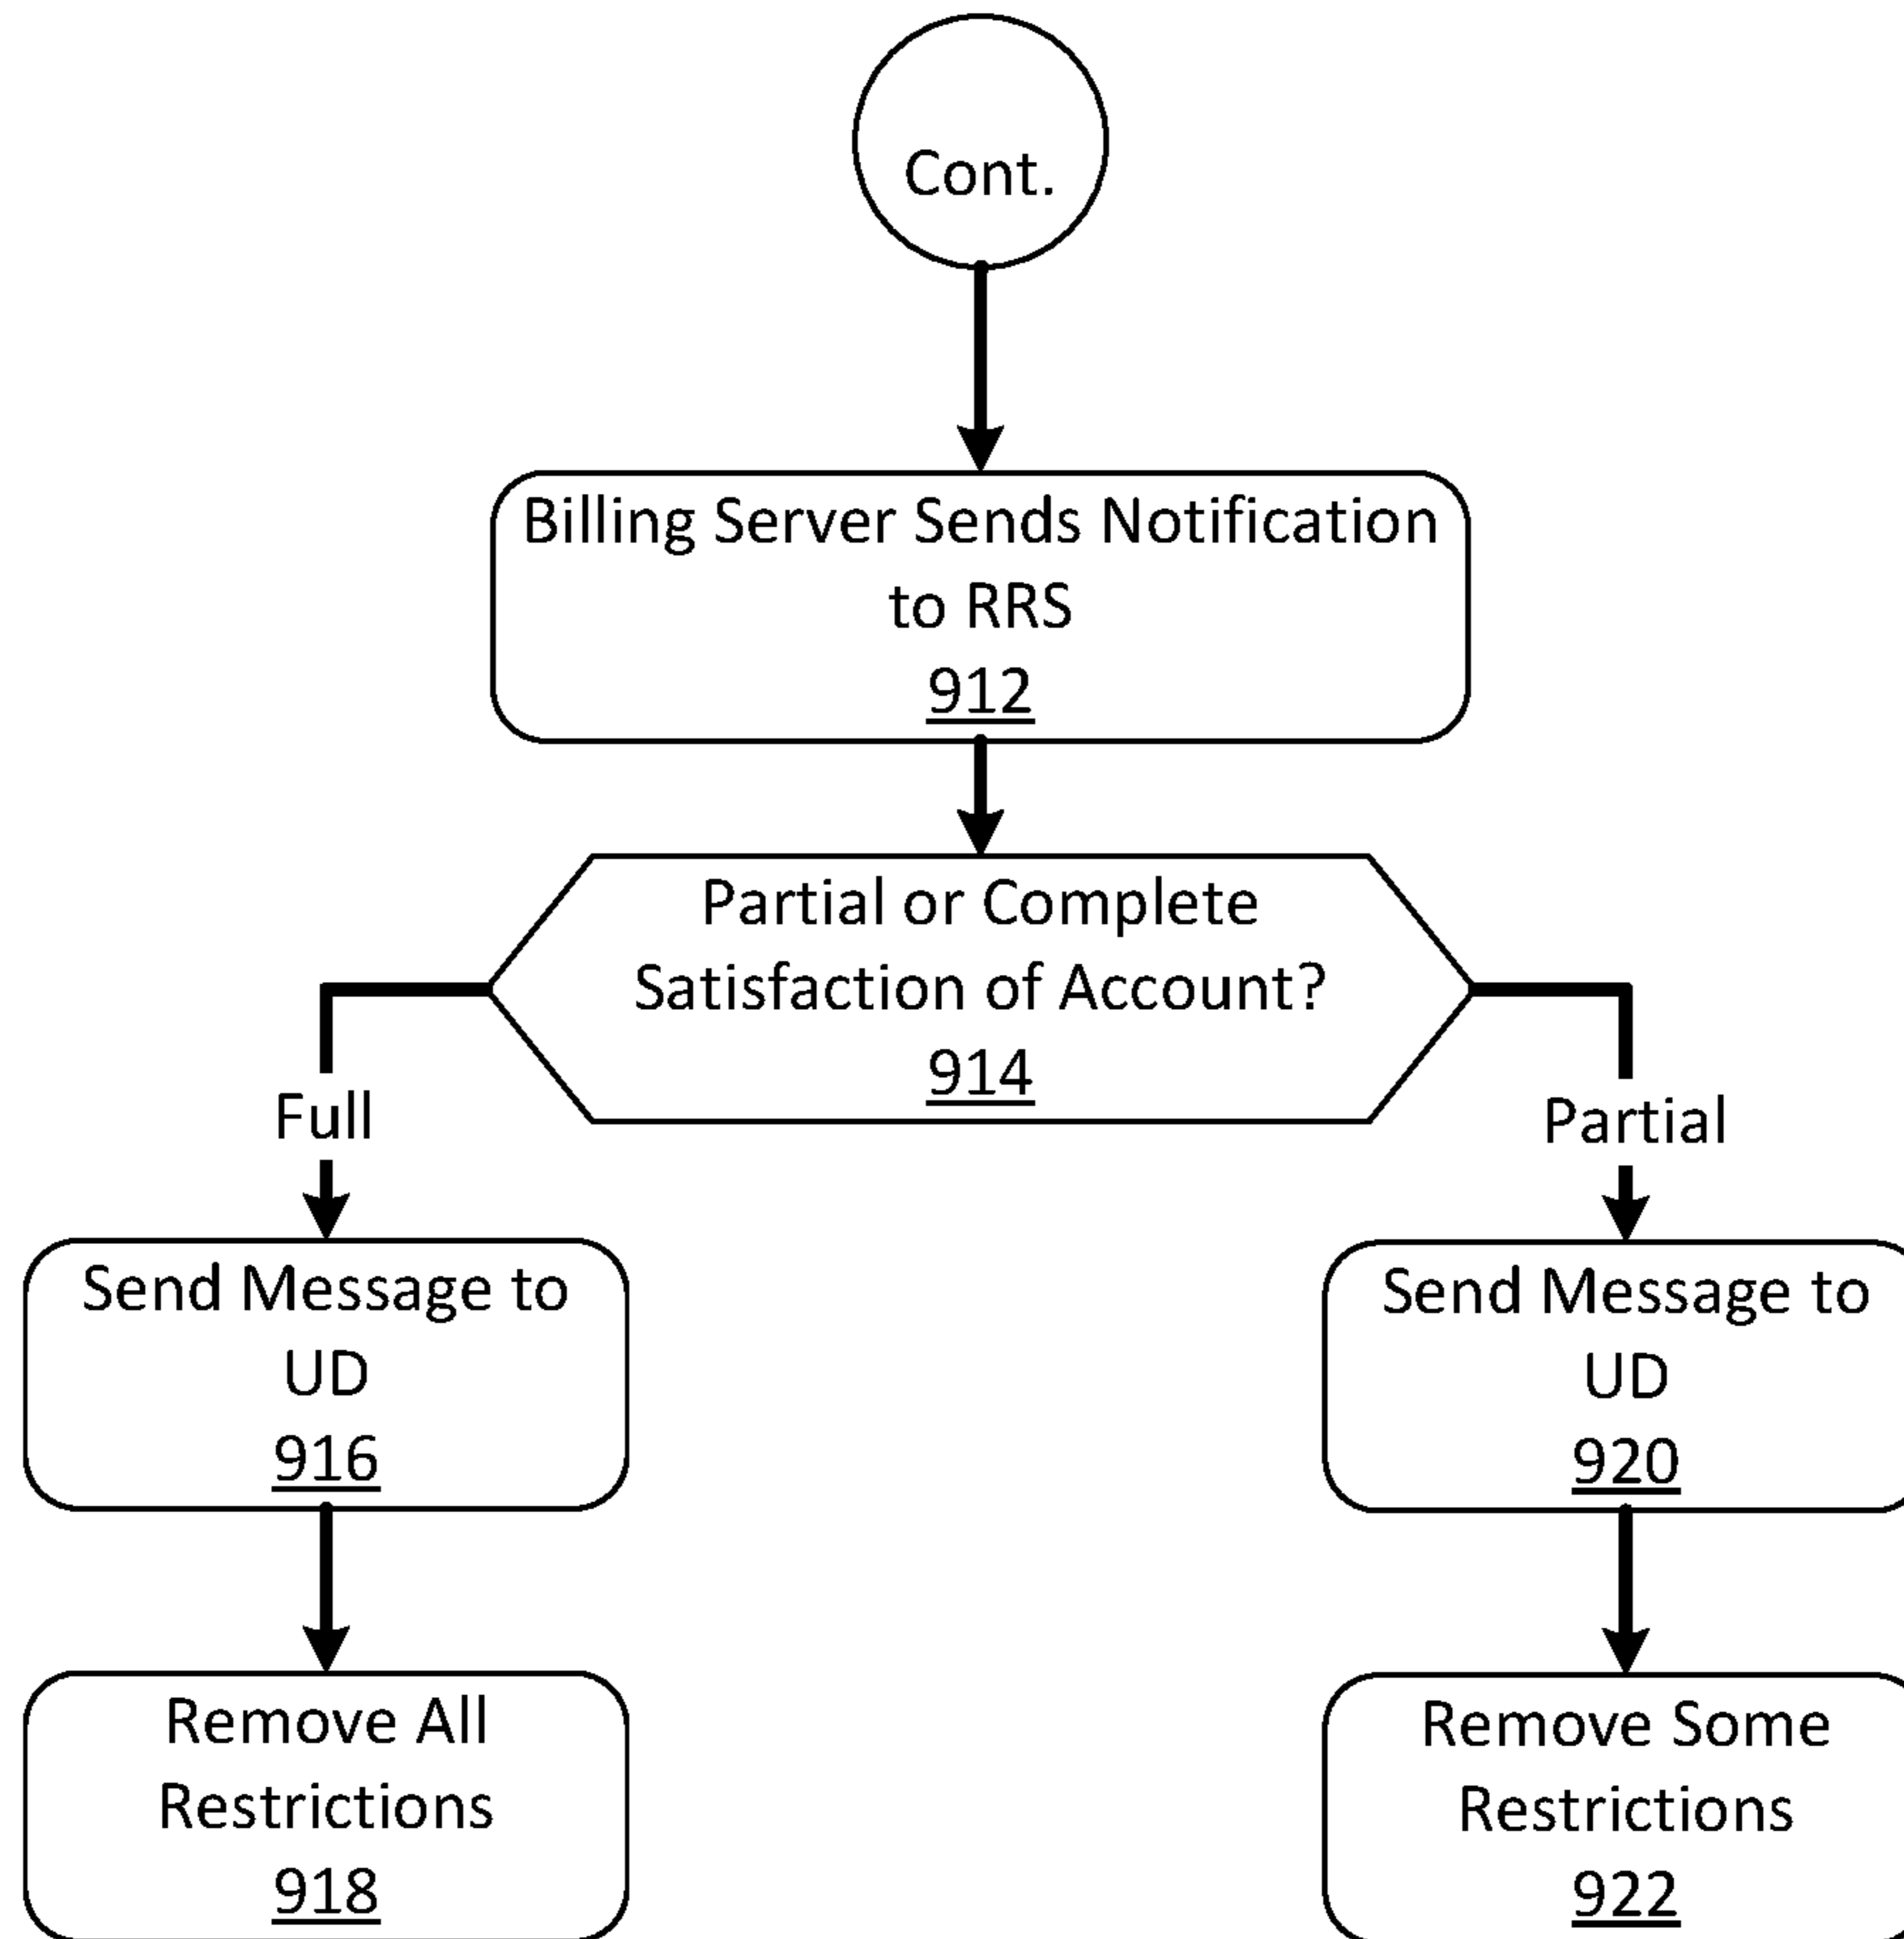 Cont.
Billing Server Sends Notification
to RRS
912
Partial or Complete
Satisfaction of Account?
914
Full
Partial
Send Message to
UD
916
Send Message to
UD
920
Remove All
Restrictions
918
Remove Some
Restrictions
922